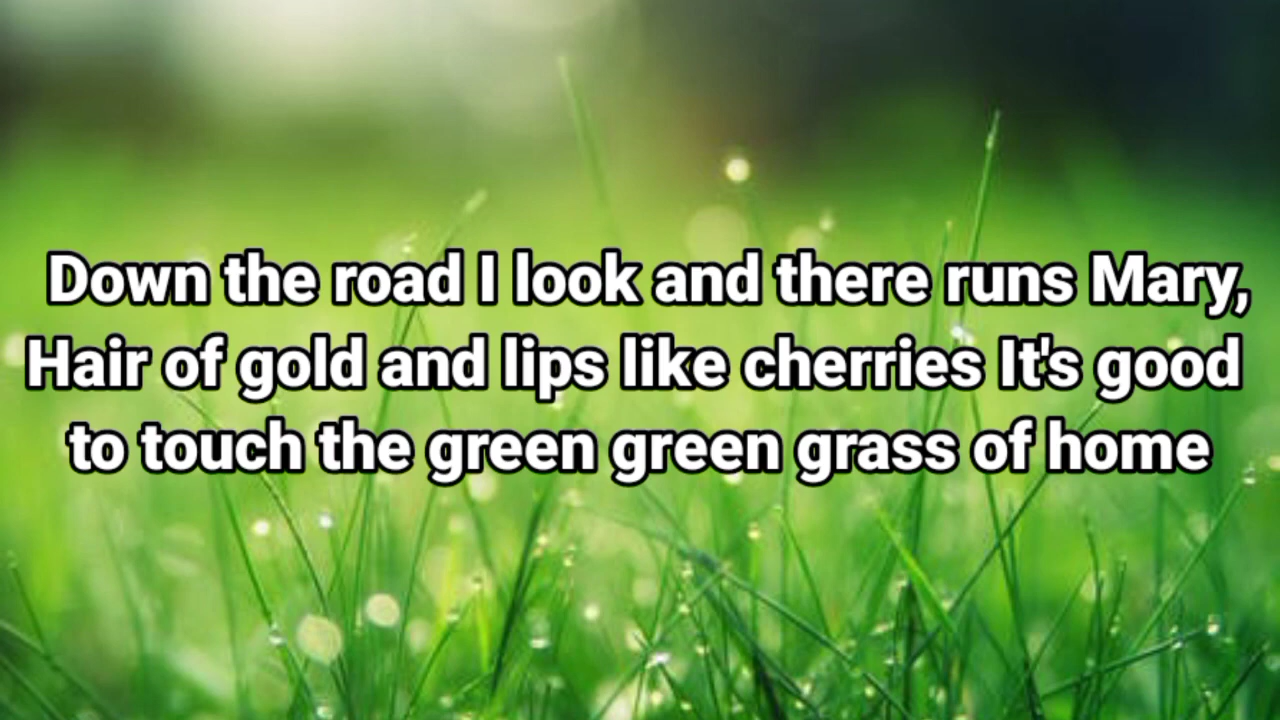 Down the road I look and there runs Mary,
Hair of gold and lips like cherries It's good
to touch the green green grass of home